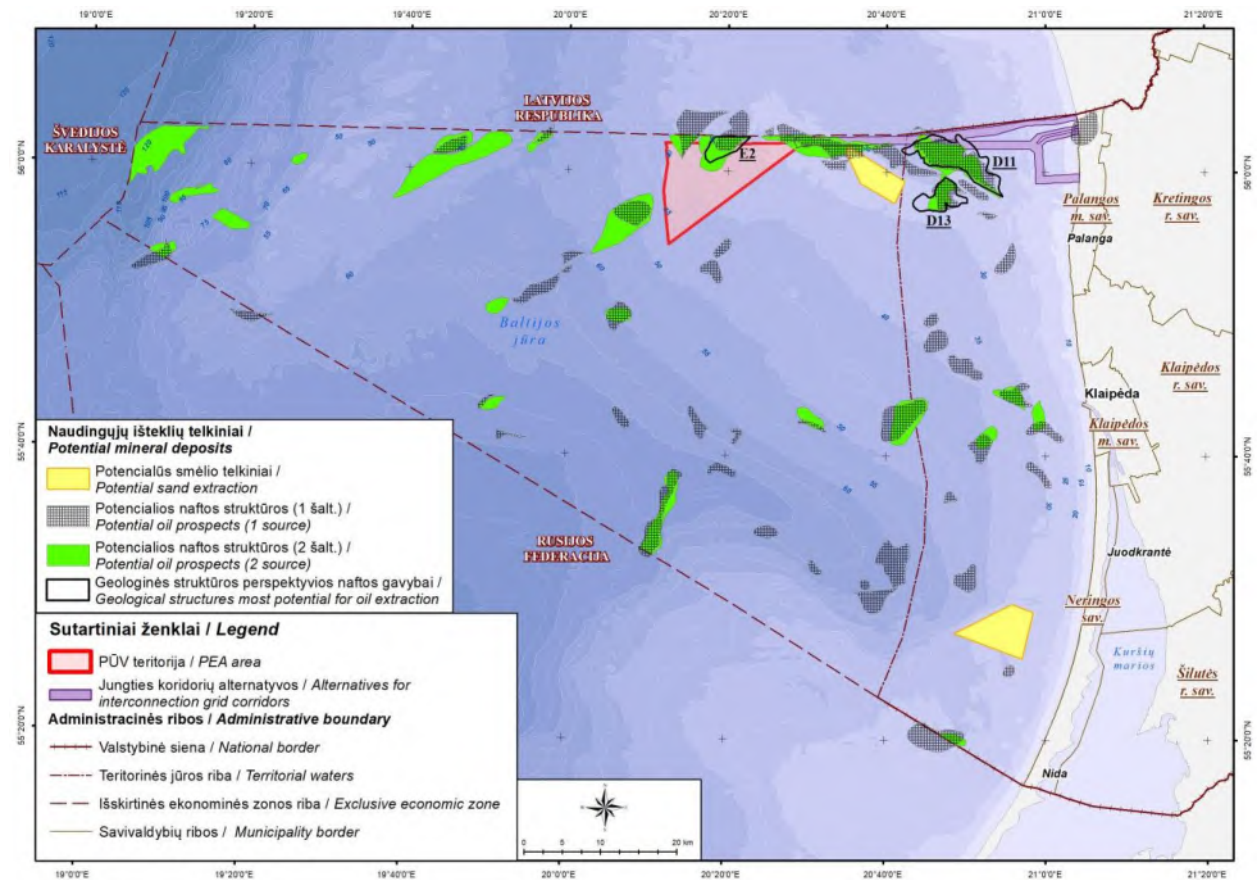 19°0'0"E 19°20'0"E 19°40'0"E 20°0'0"E 20°20'0"E 20°40'0"E 21°0'0"E 21°20'0"E
LATVIJOS
RESPUBLIKA
ŠVEDIJOS
KARALYSTĖ
56°0'0"N
56°0'0"N
E2
D11
D13
Palangos
m. sav.
Kretingos
r. sav.
Palanga
Baltijos
jūra
Klaipėdos
r. sav.
Klaipėda
Klaipėdos
m. sav.
55°40'0"N
55°40'0"N
RUSIJOS
FEDERACIJA
Juodkrantė
Neringos
sav.
Kuršių
marios
Šilutės
r. sav.
55°20'0"N
55°20'0"N
Nida
Naudingųjų išteklių telkiniai /
Potential mineral deposits
Potencialūs smėlio telkiniai /
Potential sand extraction
Potencialios naftos struktūros (1 šalt.) /
Potential oil prospects (1 source)
Potencialios naftos struktūros (2 šalt.) /
Potential oil prospects (2 source)
Geologinės struktūros perspektyvios naftos gavybai /
Geological structures most potential for oil extraction
Sutartiniai ženklai / Legend
PŪV teritorija / PEA area
Jungties koridorių alternatyvos / Alternatives for
interconnection grid corridors
Administracinės ribos / Administrative boundary
Valstybinė siena / National border
Teritorinės jūros riba / Territorial waters
Išskirtinės ekonominės zonos riba / Exclusive economic zone
Savivaldybių ribos / Municipality border
0 5 10 20 km
19°0'0"E 19°20'0"E 19°40'0"E 20°0'0"E 20°20'0"E 20°40'0"E 21°0'0"E 21°20'0"E